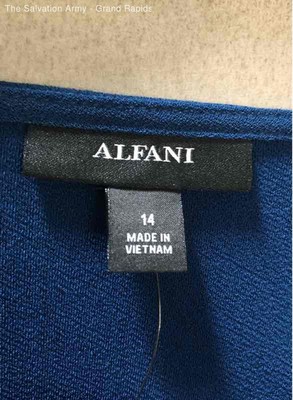 The Salvation Army - Grand Rapids
ALFANI
14
MADE IN
VIETNAM